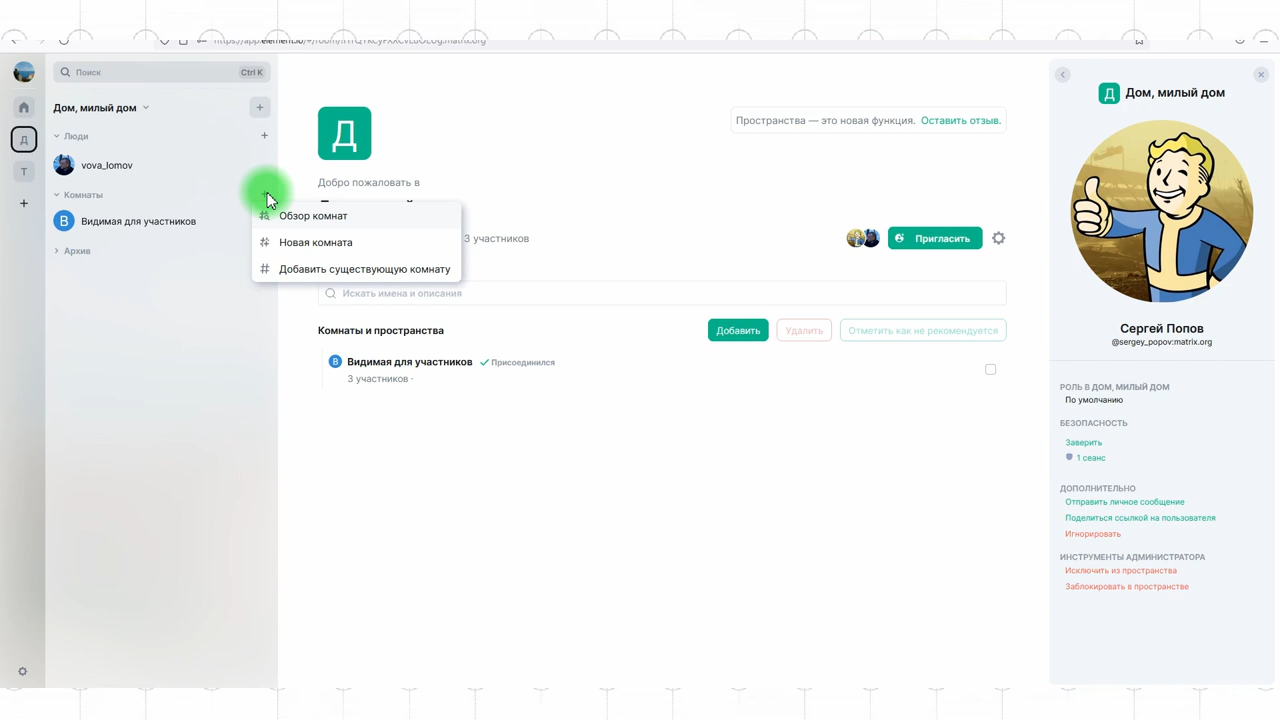 Поиск
Ctrl K
Дом, милый дом
Люди
vova_lomov
Комнаты
В Видимая для участников
Архив
Д
Т
Обзор комнат
Новая комната
Добавить существующую комнату
Д
Пространства — это новая функция. Оставить отзыв.
Добро пожаловать в
3 участников
Пригласить
Искать имена и описания
Комнаты и пространства
Добавить
Удалить
Отметить как не рекомендуется
В Видимая для участников Присоединился
3 участников ·
Д Дом, милый дом
Сергей Попов
@sergey_popov:matrix.org
РОЛЬ В ДОМ, МИЛЫЙ ДОМ
По умолчанию
БЕЗОПАСНОСТЬ
Заверить
1 сеанс
ДОПОЛНИТЕЛЬНО
Отправить личное сообщение
Поделиться ссылкой на пользователя
Игнорировать
ИНСТРУМЕНТЫ АДМИНИСТРАТОРА
Исключить из пространства
Заблокировать в пространстве